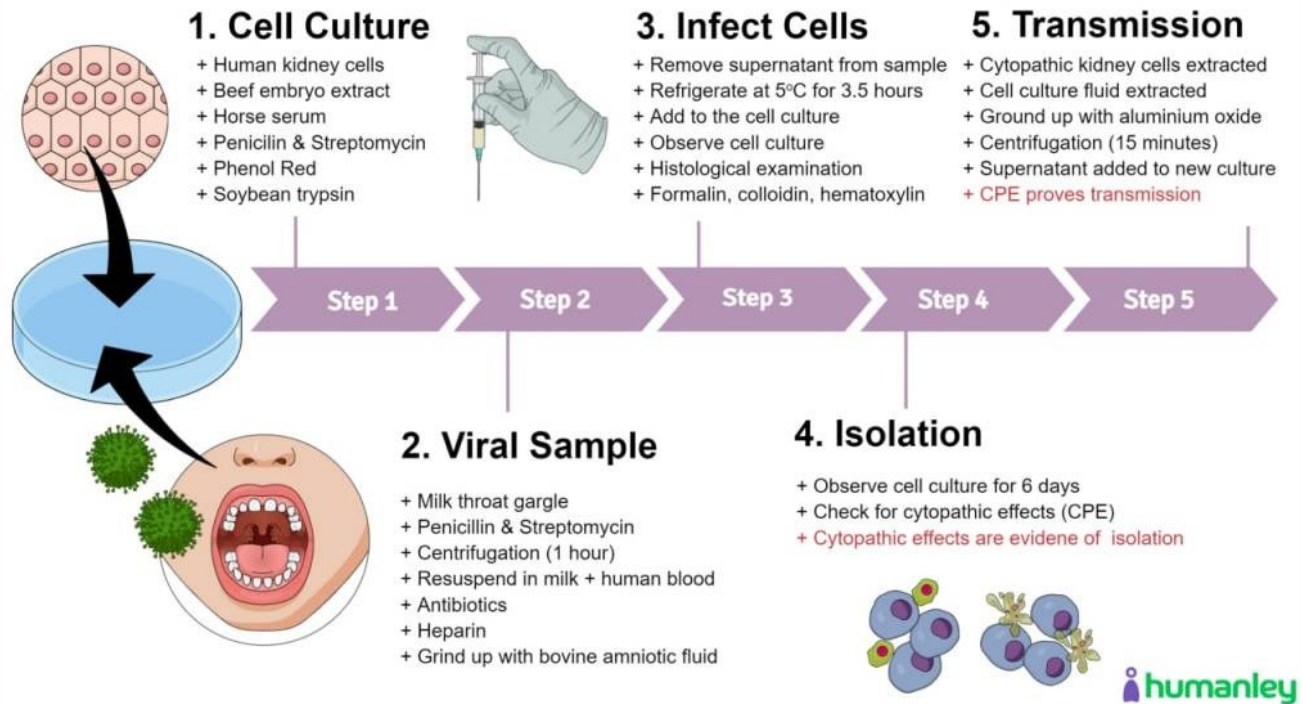 1. Cell Culture
+ Human kidney cells
+ Beef embryo extract
+ Horse serum
+ Penicilin & Streptomycin
+ Phenol Red
+ Soybean trypsin
3. Infect Cells
+ Remove supernatant from sample
+ Refrigerate at 5°C for 3.5 hours
+ Add to the cell culture
+ Observe cell culture
+ Histological examination
+ Formalin, colloidin, hematoxylin
5. Transmission
+ Cytopathic kidney cells extracted
+ Cell culture fluid extracted
+ Ground up with aluminium oxide
+ Centrifugation (15 minutes)
+ Supernatant added to new culture
+ CPE proves transmission
Step 1
Step 2
Step 3
Step 4
Step 5
2. Viral Sample
+ Milk throat gargle
+ Penicillin & Streptomycin
+ Centrifugation (1 hour)
+ Resuspend in milk + human blood
+ Antibiotics
+ Heparin
+ Grind up with bovine amniotic fluid
4. Isolation
+ Observe cell culture for 6 days
+ Check for cytopathic effects (CPE)
+ Cytopathic effects are evidene of isolation
humanley